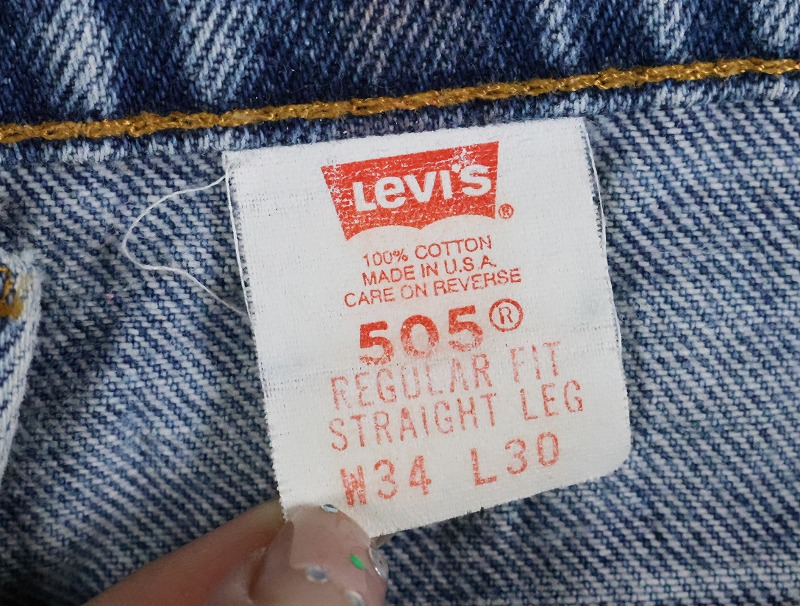 LEVI'S®
100% COTTON
MADE IN U.S.A.
CARE ON REVERSE
505®
REGULAR FIT
STRAIGHT LEG
W34 L30